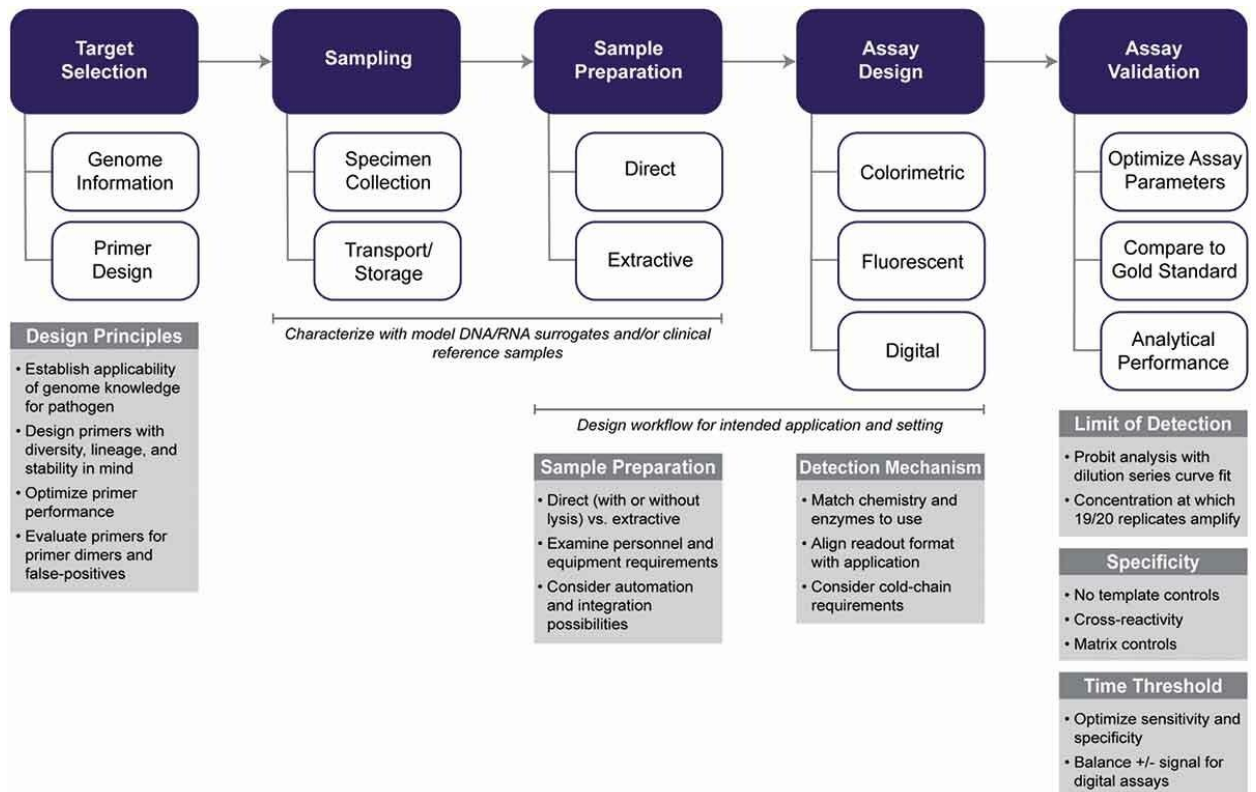 Target
Selection
Sampling
Sample
Preparation
Assay
Design
Assay
Validation
Genome
Information
Primer
Design
Specimen
Collection
Transport/
Storage
Direct
Extractive
Colorimetric
Fluorescent
Digital
Optimize Assay
Parameters
Compare to
Gold Standard
Analytical
Performance
Characterize with model DNA/RNA surrogates and/or clinical
reference samples
Design workflow for intended application and setting
Design Principles
• Establish applicability
of genome knowledge
for pathogen
• Design primers with
diversity, lineage, and
stability in mind
• Optimize primer
performance
• Evaluate primers for
primer dimers and
false-positives
Sample Preparation
• Direct (with or without
lysis) vs. extractive
• Examine personnel and
equipment requirements
• Consider automation
and integration
possibilities
Detection Mechanism
• Match chemistry and
enzymes to use
• Align readout format
with application
• Consider cold-chain
requirements
Limit of Detection
• Probit analysis with
dilution series curve fit
• Concentration at which
19/20 replicates amplify
Specificity
• No template controls
• Cross-reactivity
• Matrix controls
Time Threshold
• Optimize sensitivity and
specificity
• Balance +/- signal for
digital assays